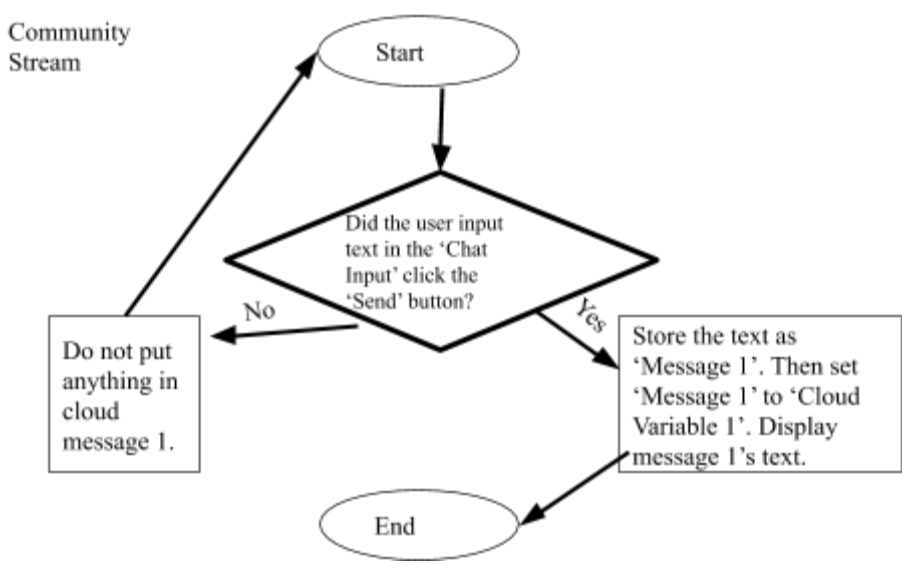 Community
Stream
Start
Did the user input
text in the ‘Chat
Input’ click the
‘Send’ button?
No
Yes
Do not put
anything in
cloud
message 1.
Store the text as
‘Message 1’. Then set
‘Message 1’ to ‘Cloud
Variable 1’. Display
message 1’s text.
End